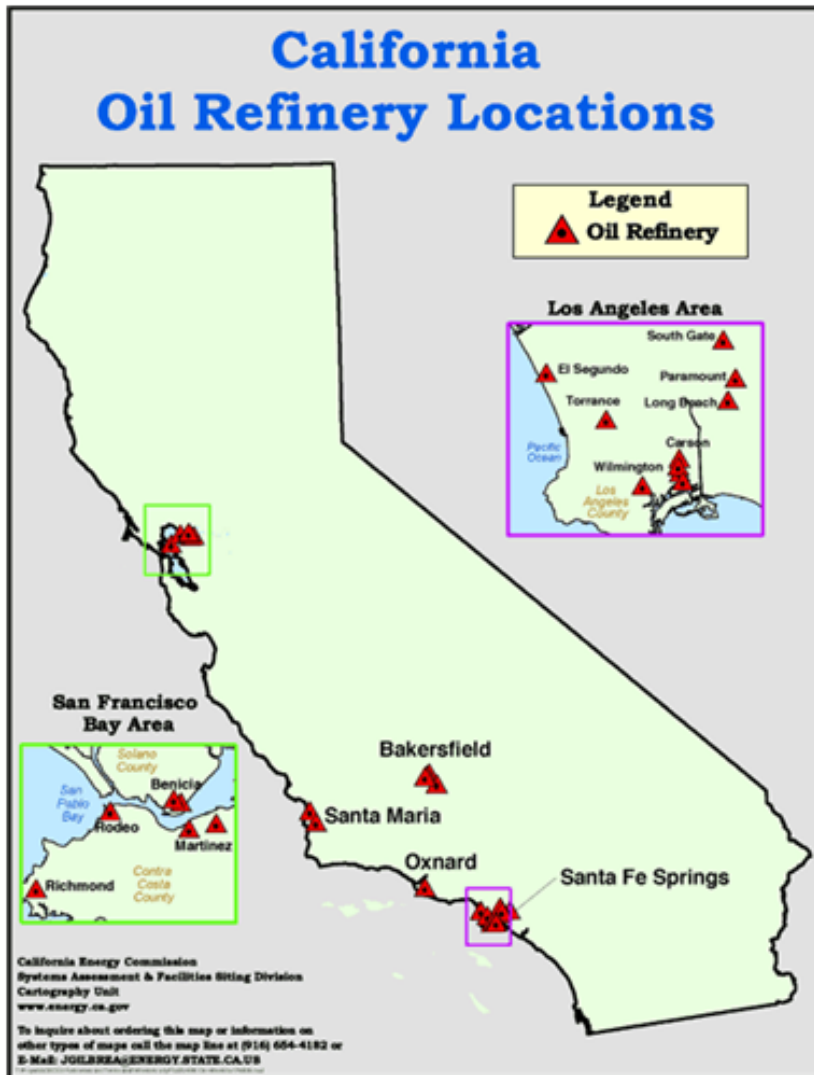 California
Oil Refinery Locations
Legend
Oil Refinery
Los Angeles Area
South Gate
El Segundo
Paramount
Torrance
Long Beach
Carson
Pacific
Ocean
Wilmington
Los
Angeles
County
San Francisco
Bay Area
Solano
County
San
Pablo
Bay
Benicia
Rodeo
Martinez
Richmond
Contra
Costa
County
Bakersfield
Santa Maria
Oxnard
Santa Fe Springs
California Energy Commission
Systems Assessment & Facilities Siting Division
Cartography Unit
www.energy.ca.gov
To inquire about ordering this map or information on
other types of maps call the map line at (916) 654-4182 or
E-Mail: JGILBREA@ENERGY.STATE.CA.US